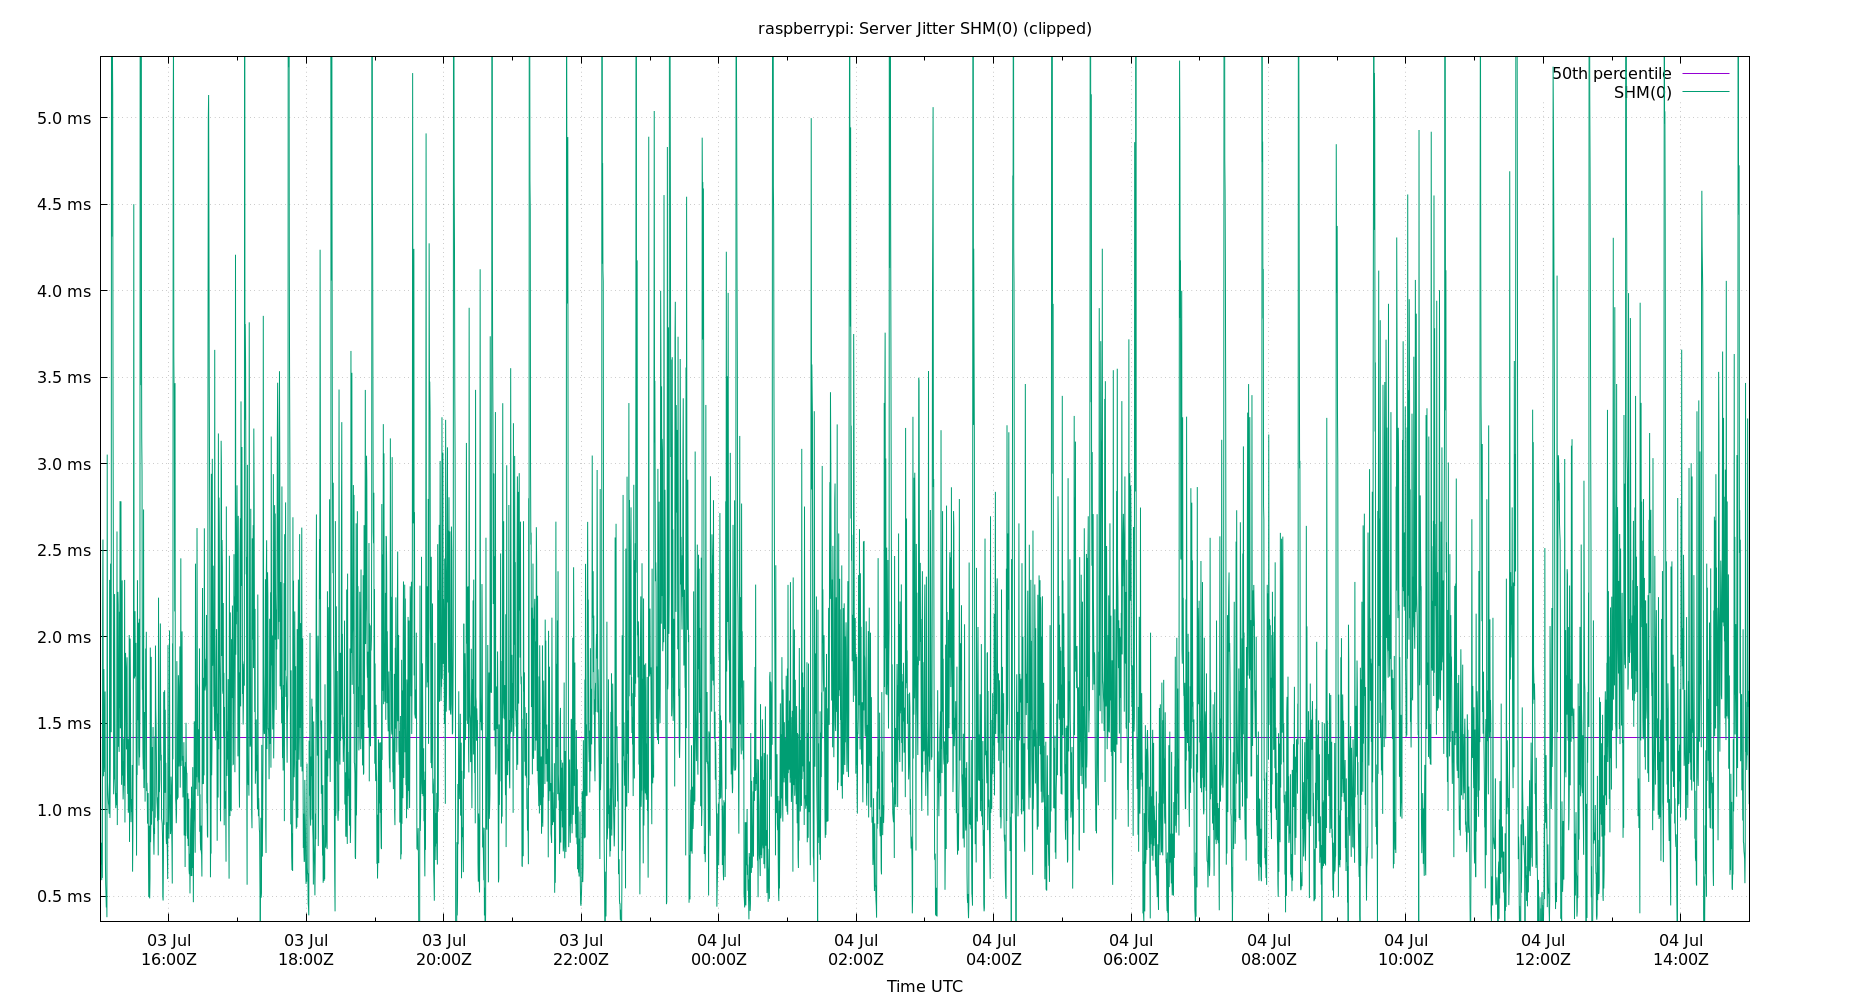 raspberrypi: Server Jitter SHM(0) (clipped)
50th percentile
SHM(0)
5.0 ms
4.5 ms
4.0 ms
3.5 ms
3.0 ms
2.5 ms
2.0 ms
1.5 ms
1.0 ms
0.5 ms
03 Jul 03 Jul 03 Jul 03 Jul 04 Jul 04 Jul 04 Jul 04 Jul 04 Jul 04 Jul 04 Jul 04 Jul
16:00Z 18:00Z 20:00Z 22:00Z 00:00Z 02:00Z 04:00Z 06:00Z 08:00Z 10:00Z 12:00Z 14:00Z
Time UTC